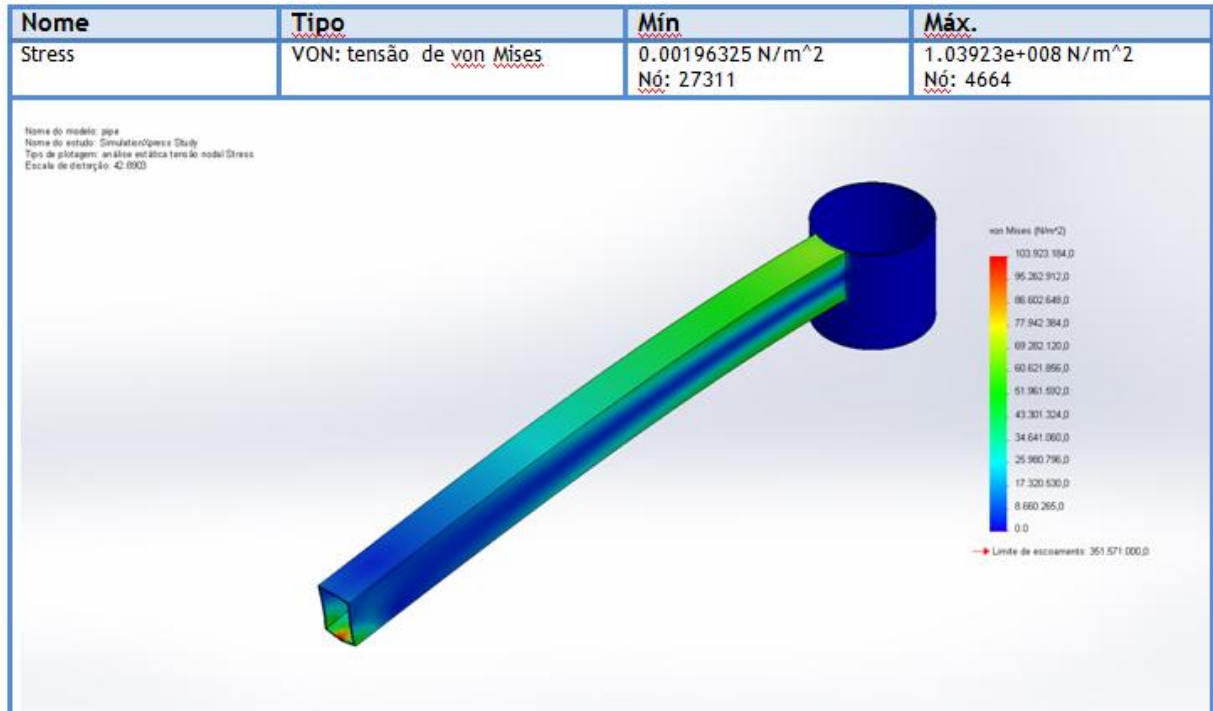 Nome Tipo Mín Máx.
Stress VON: tensão de von Mises 0.00196325 N/m^2 1.03923e+008 N/m^2
Nó: 27311 Nó: 4664
Nome do modelo: pipe
Nome do estudo: SimulationXpress Study
Tipo de plotagem: análise estática tensão nodal Stress
Escala de distorção: 42.8903
von Mises (N/m^2)
103.923.184,0
95.262.912,0
86.602.648,0
77.942.384,0
69.282.120,0
60.621.856,0
51.961.592,0
43.301.324,0
34.641.060,0
25.980.796,0
17.320.530,0
8.660.265,0
0.0
Limite de escoamento: 351.571.000,0